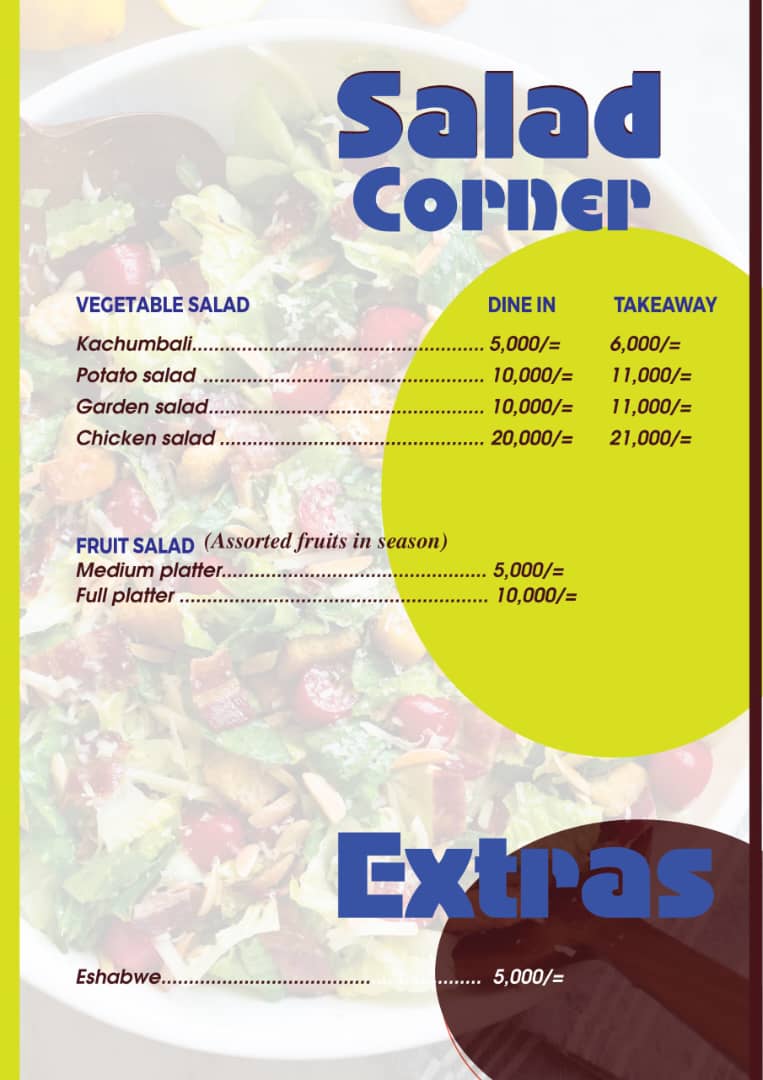 Salad
Corner
VEGETABLE SALAD DINE IN TAKEAWAY
Kachumbali..................................................... 5,000/= 6,000/=
Potato salad ................................................... 10,000/= 11,000/=
Garden salad.................................................. 10,000/= 11,000/=
Chicken salad ................................................ 20,000/= 21,000/=
FRUIT SALAD (Assorted fruits in season)
Medium platter................................................ 5,000/=
Full platter ........................................................ 10,000/=
Extras
Eshabwe.......................................................... 5,000/=